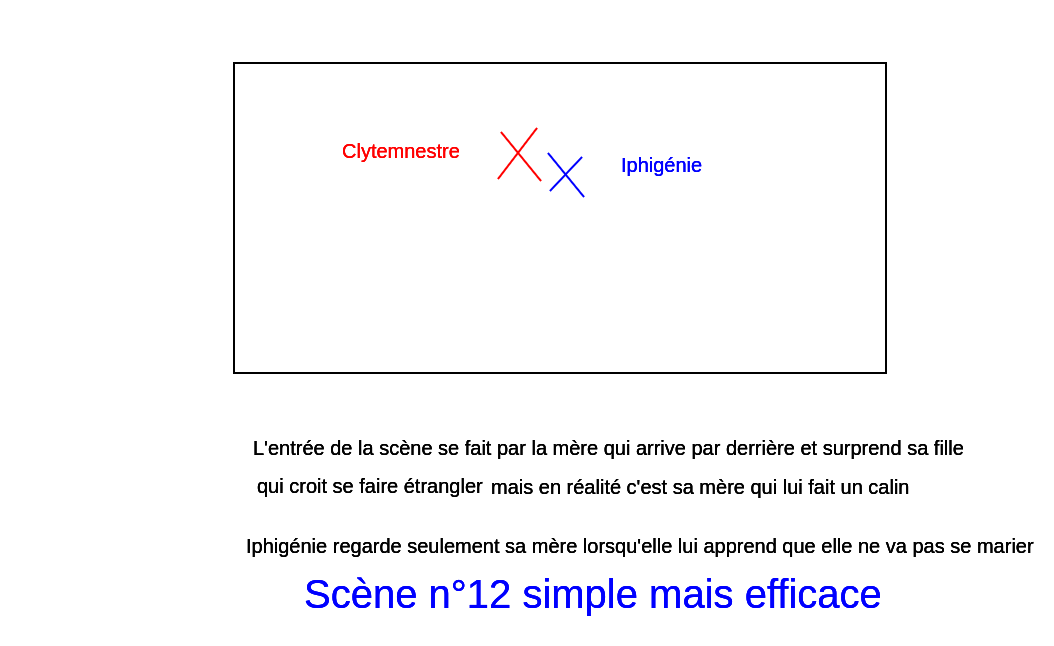 Clytemnestre
Iphigénie
L'entrée de la scène se fait par la mère qui arrive par derrière et surprend sa fille
qui croit se faire étrangler mais en réalité c'est sa mère qui lui fait un calin
Iphigénie regarde seulement sa mère lorsqu'elle lui apprend que elle ne va pas se marier
Scène n°12 simple mais efficace